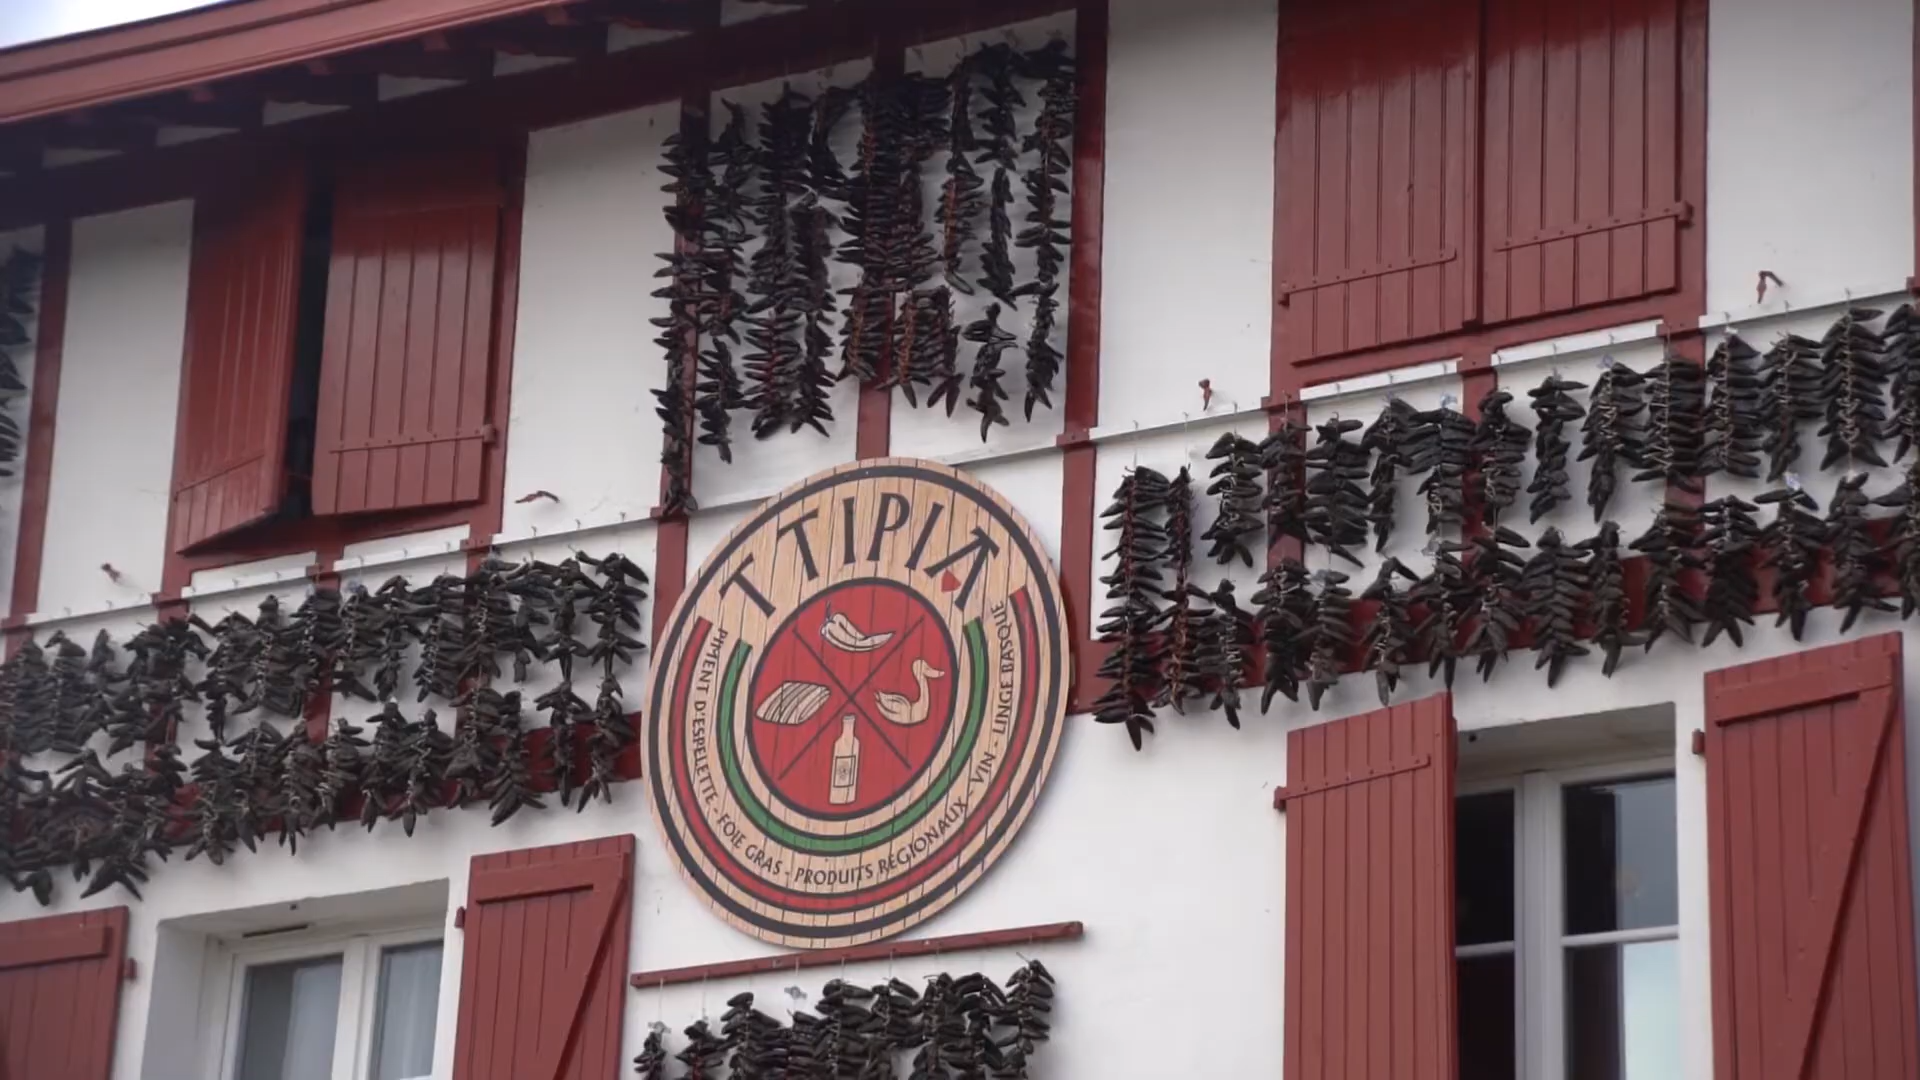 TTIPIA
PIMENT D'ESPELETTE - FOIE GRAS - PRODUITS RÉGIONAUX - VIN - LINGE BASQUE